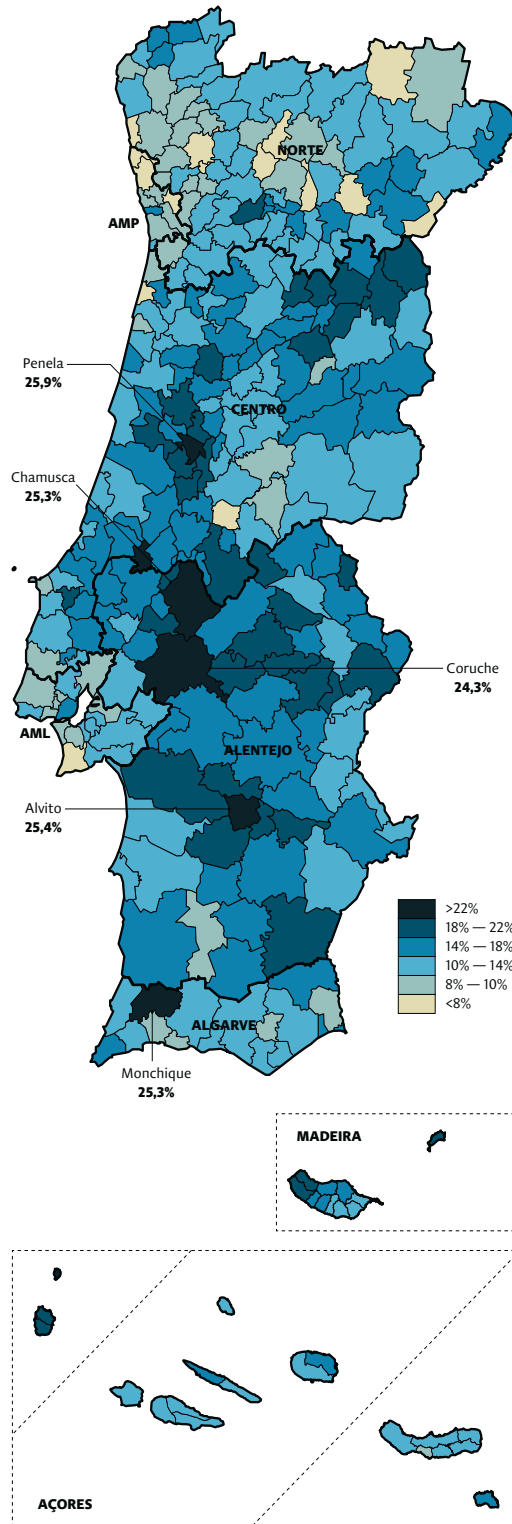 NORTE
AMP
Penela
25,9%
CENTRO
Chamusca
25,3%
Coruche
24,3%
AML
ALENTEJO
Alvito
25,4%
>22%
18% — 22%
14% — 18%
10% — 14%
8% — 10%
<8%
ALGARVE
Monchique
25,3%
MADEIRA
AÇORES